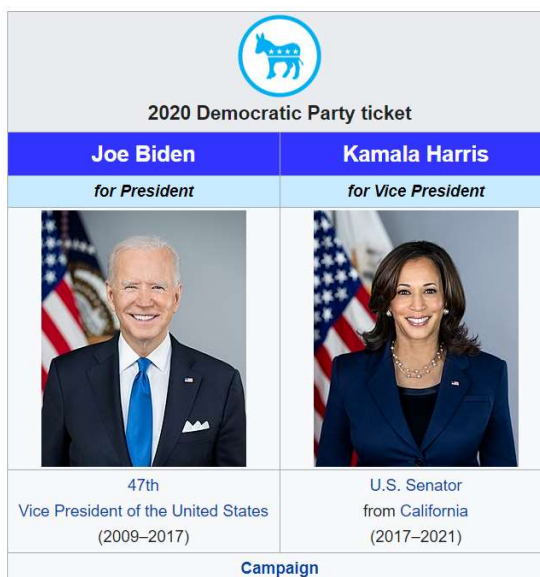 2020 Democratic Party ticket
Joe Biden
Kamala Harris
for President
for Vice President
47th
Vice President of the United States
(2009–2017)
U.S. Senator
from California
(2017–2021)
Campaign